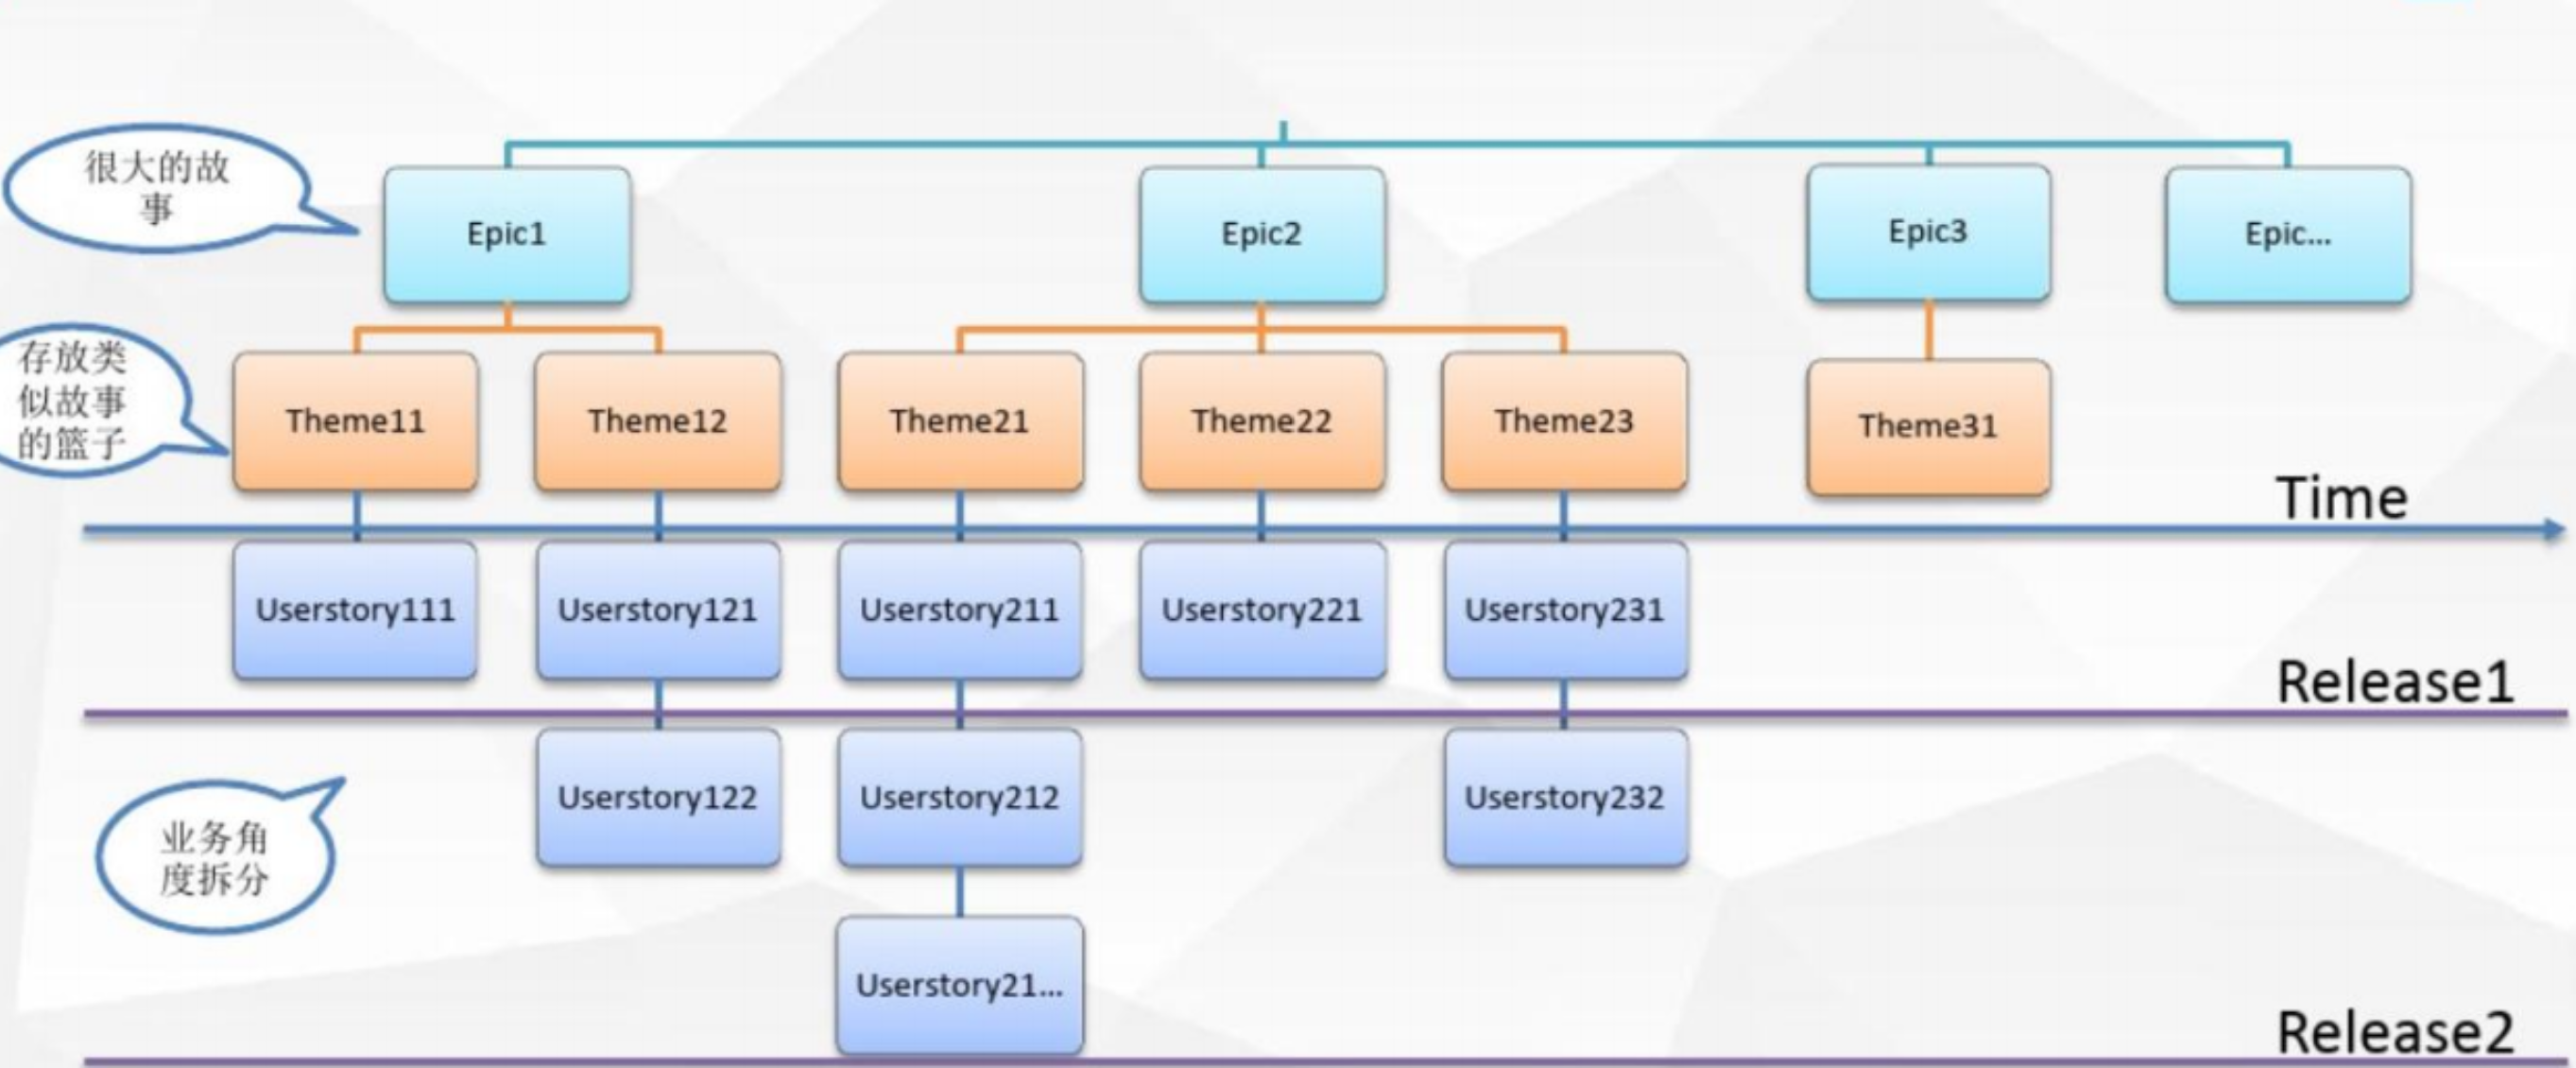 很大的故
事
Epic1
Epic2
Epic3
Epic...
存放类
似故事
的篮子
Theme11
Theme12
Theme21
Theme22
Theme23
Theme31
Time
Userstory111
Userstory121
Userstory211
Userstory221
Userstory231
Release1
Userstory122
Userstory212
Userstory232
业务角
度拆分
Userstory21...
Release2